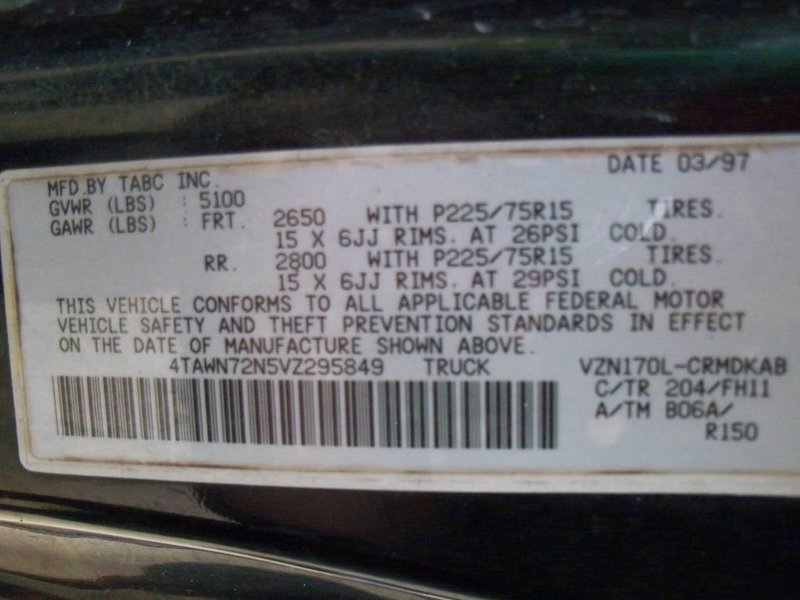 DATE 03/97
MFD.BY TABC INC.
GVWR (LBS) : 5100
GAWR (LBS) : FRT. 2650 WITH P225/75R15 TIRES.
15 X 6JJ RIMS. AT 26PSI COLD.
RR. 2800 WITH P225/75R15 TIRES.
15 X 6JJ RIMS. AT 29PSI COLD.
THIS VEHICLE CONFORMS TO ALL APPLICABLE FEDERAL MOTOR
VEHICLE SAFETY AND THEFT PREVENTION STANDARDS IN EFFECT
ON THE DATE OF MANUFACTURE SHOWN ABOVE.
4TAWN72N5VZ295849 TRUCK VZN170L-CRMDKAB
C/TR 204/FH11
A/TM B06A/
R150